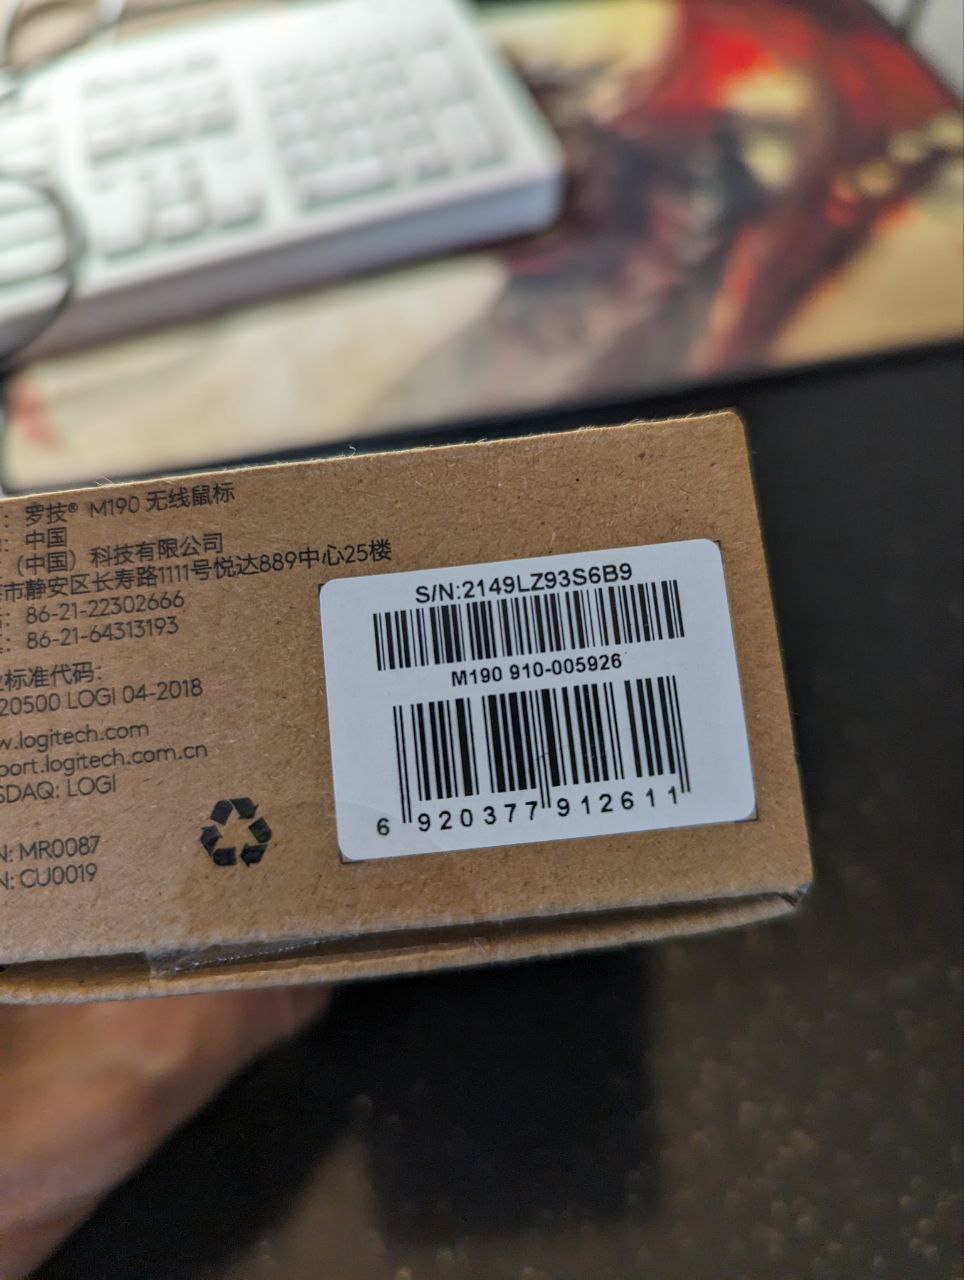 : 罗技® M190 无线鼠标
: 中国
(中国) 科技有限公司
市静安区长寿路1111号悦达889中心25楼
: 86-21-22302666
: 86-21-64313193
标准代码:
20500 LOGI 04-2018
w.logitech.com
port.logitech.com.cn
SDAQ: LOGI
N: MR0087
N: CU0019
S/N:2149LZ93S6B9
M190 910-005926
6 920377 912611